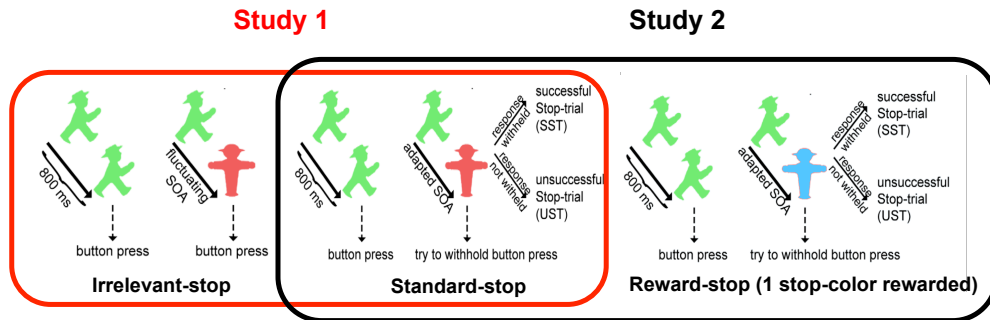 Study 1
Study 2
800 ms
fluctuating
SOA
button press
button press
Irrelevant-stop
800 ms
adapted SOA
response
withheld
response
not witheld
successful
Stop-trial
(SST)
unsuccessful
Stop-trial
(UST)
button press
try to withhold button press
Standard-stop
800 ms
adapted SOA
response
withheld
response
not witheld
successful
Stop-trial
(SST)
unsuccessful
Stop-trial
(UST)
button press
try to withhold button press
Reward-stop (1 stop-color rewarded)